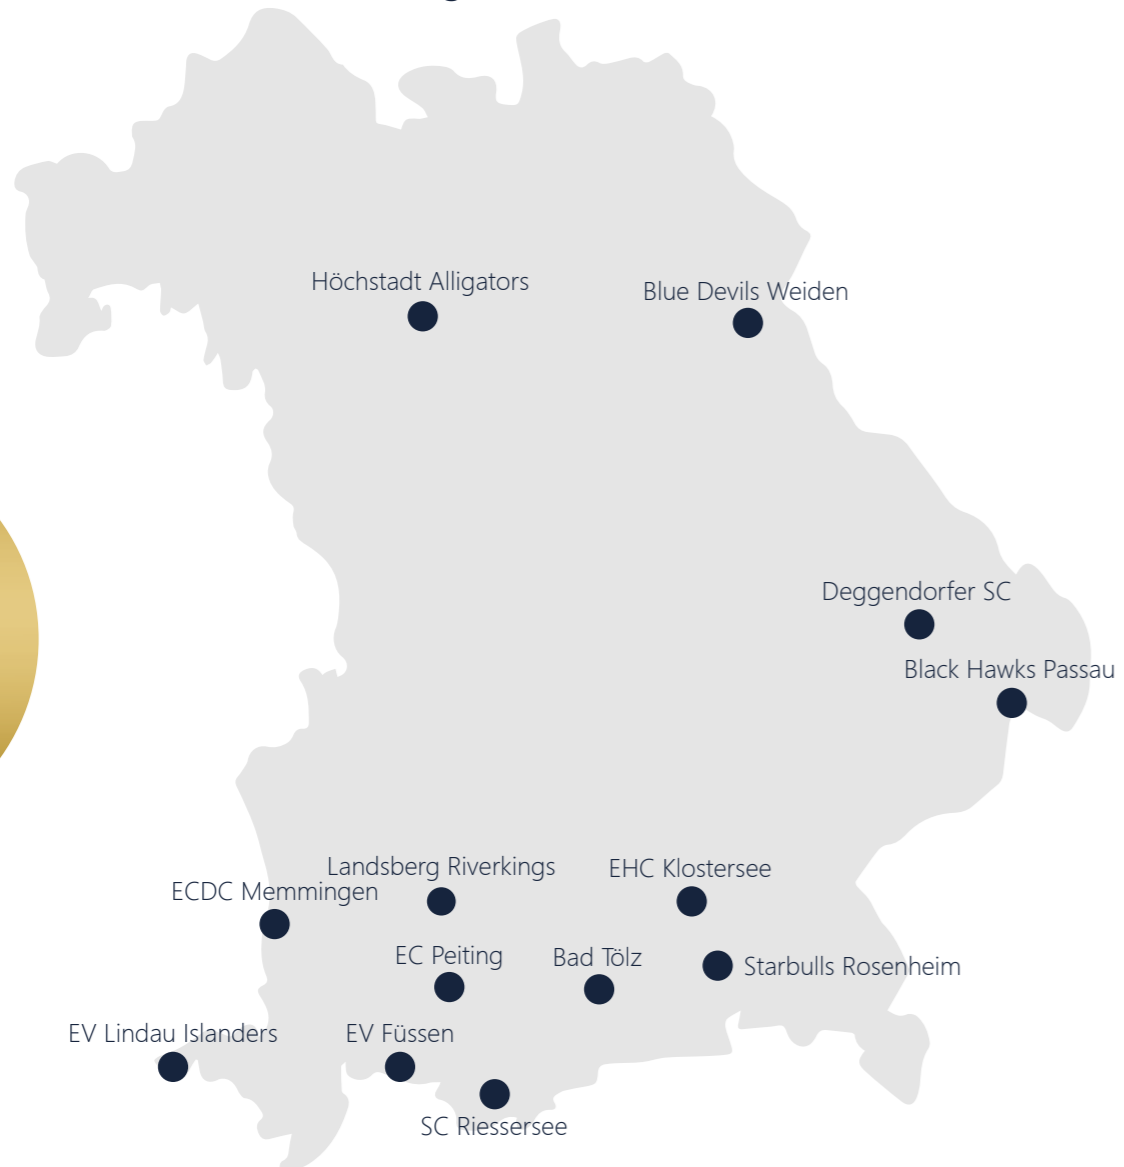 Höchstadt Alligators
Blue Devils Weiden
Deggendorfer SC
Black Hawks Passau
Landsberg Riverkings
EHC Klostersee
ECDC Memmingen
EC Peiting
Bad Tölz
Starbulls Rosenheim
EV Lindau Islanders
EV Füssen
SC Riessersee